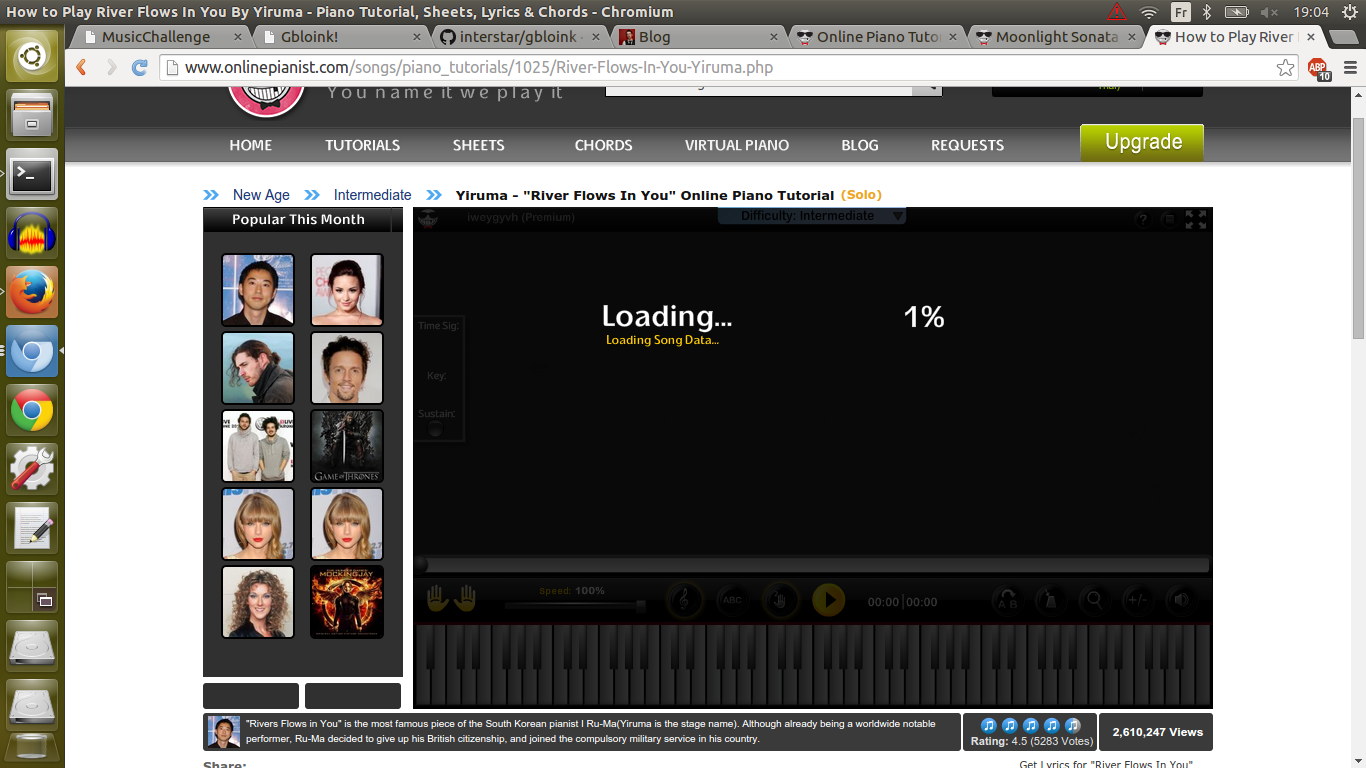 How to Play River Flows In You By Yiruma - Piano Tutorial, Sheets, Lyrics & Chords - Chromium
Fr
19:04
MusicChallenge
Gbloink!
interstar/gbloink
Blog
Online Piano Tuto
Moonlight Sonata
How to Play River
www.onlinepianist.com/songs/piano_tutorials/1025/River-Flows-In-You-Yiruma.php
ABP
10
You name it we play it
HOME
TUTORIALS
SHEETS
CHORDS
VIRTUAL PIANO
BLOG
REQUESTS
Upgrade
New Age
Intermediate
Yiruma - "River Flows In You" Online Piano Tutorial (Solo)
Popular This Month
iweygyvh (Premium)
Difficulty: Intermediate
?
Loading...
1%
Loading Song Data...
Time Sig:
Key:
Sustain:
GAME OF THRONES
MOCKINGJAY
Speed: 100%
ABC
00:00|00:00
A B
+/-
"Rivers Flows in You" is the most famous piece of the South Korean pianist I Ru-Ma(Yiruma is the stage name). Although already being a worldwide notable
performer, Ru-Ma decided to give up his British citizenship, and joined the compulsory military service in his country.
Rating: 4.5 (5283 Votes)
2,610,247 Views
Share:
Get Lyrics for "River Flows In You"